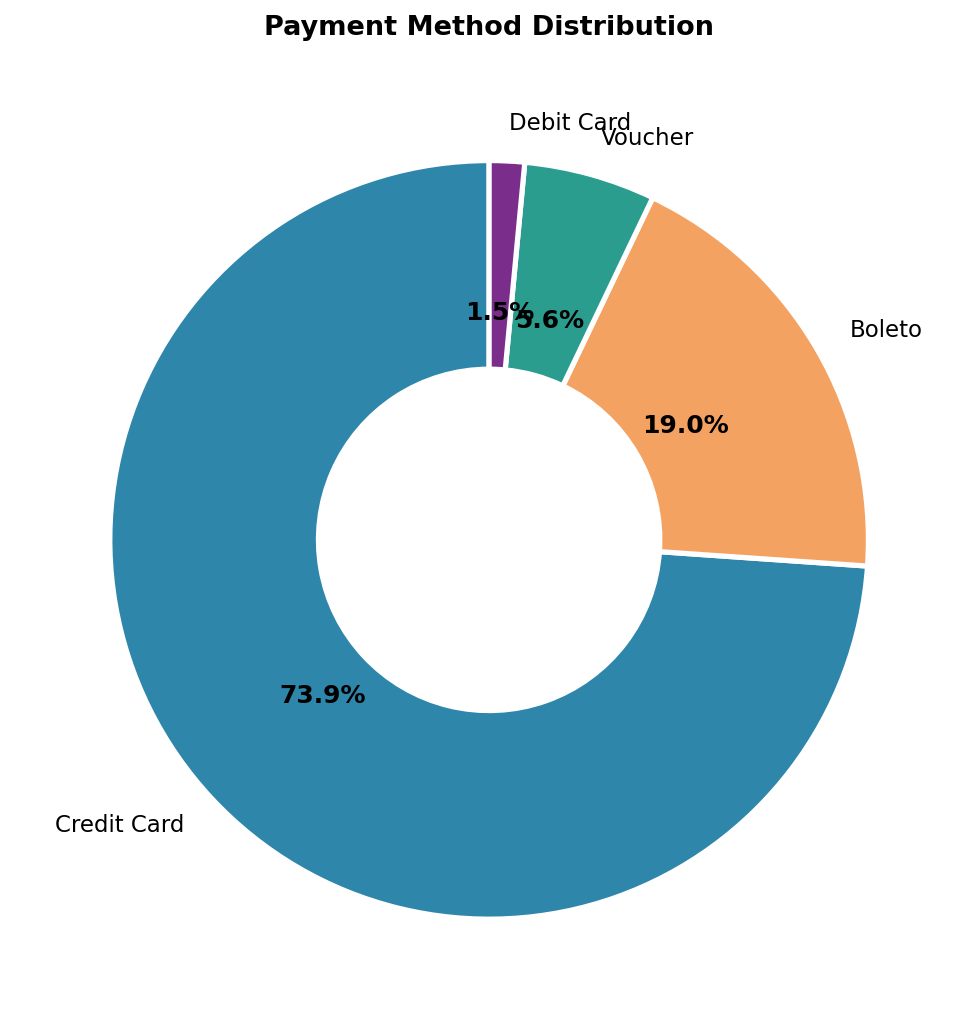 Payment Method Distribution
Debit Card
Voucher
1.5%
5.6%
Boleto
19.0%
73.9%
Credit Card